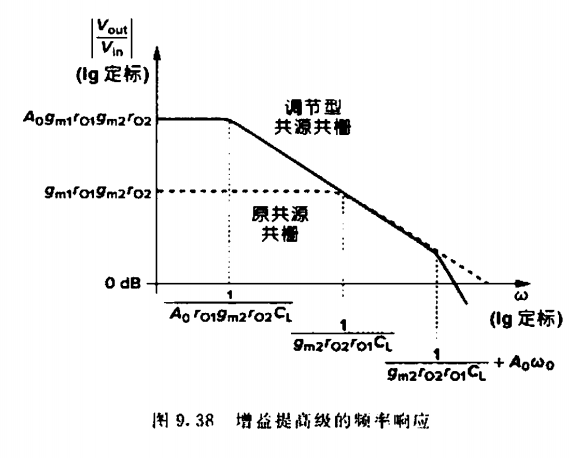 |Vout/Vin|
(lg 定标)
A₀gm1rO1gm2rO2
调节型
共源共栅
gm1rO1gm2rO2
原共源
共栅
0 dB
ω
(lg 定标)
1/(A₀ rO1gm2rO2CL)
1/(gm2rO2rO1CL)
1/(gm2rO2rO1CL) + A₀ω₀
图 9.38 增益提高级的频率响应